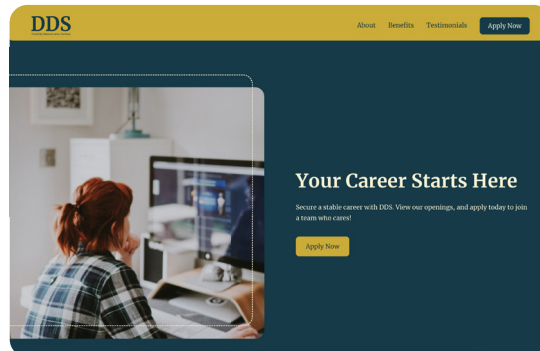 DDS
About Benefits Testimonials Apply Now
Your Career Starts Here
Secure a stable career with DDS. View our openings, and apply today to join
a team who cares!
Apply Now